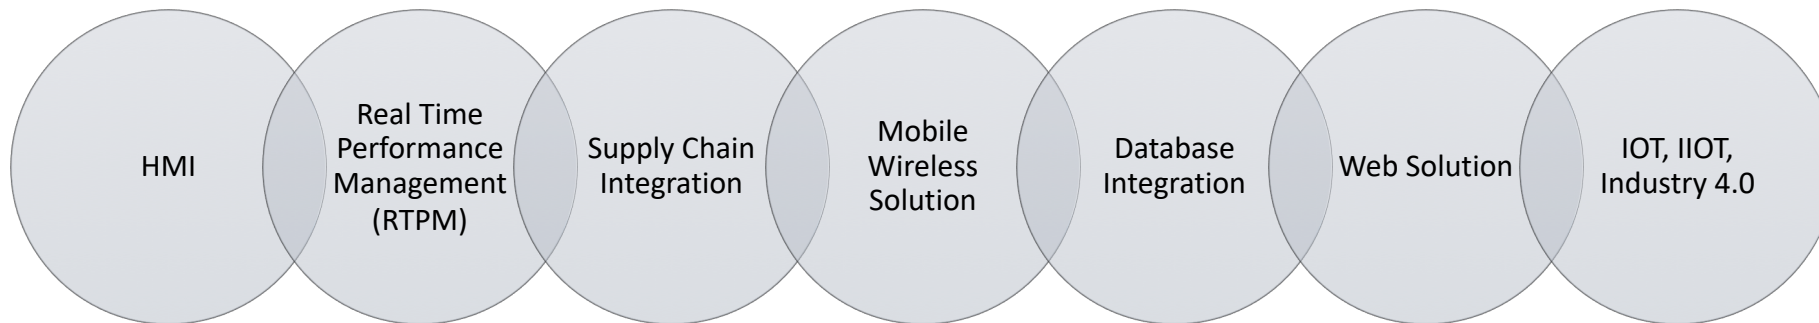 HMI
Real Time
Performance
Management
(RTPM)
Supply Chain
Integration
Mobile
Wireless
Solution
Database
Integration
Web Solution
IOT, IIOT,
Industry 4.0